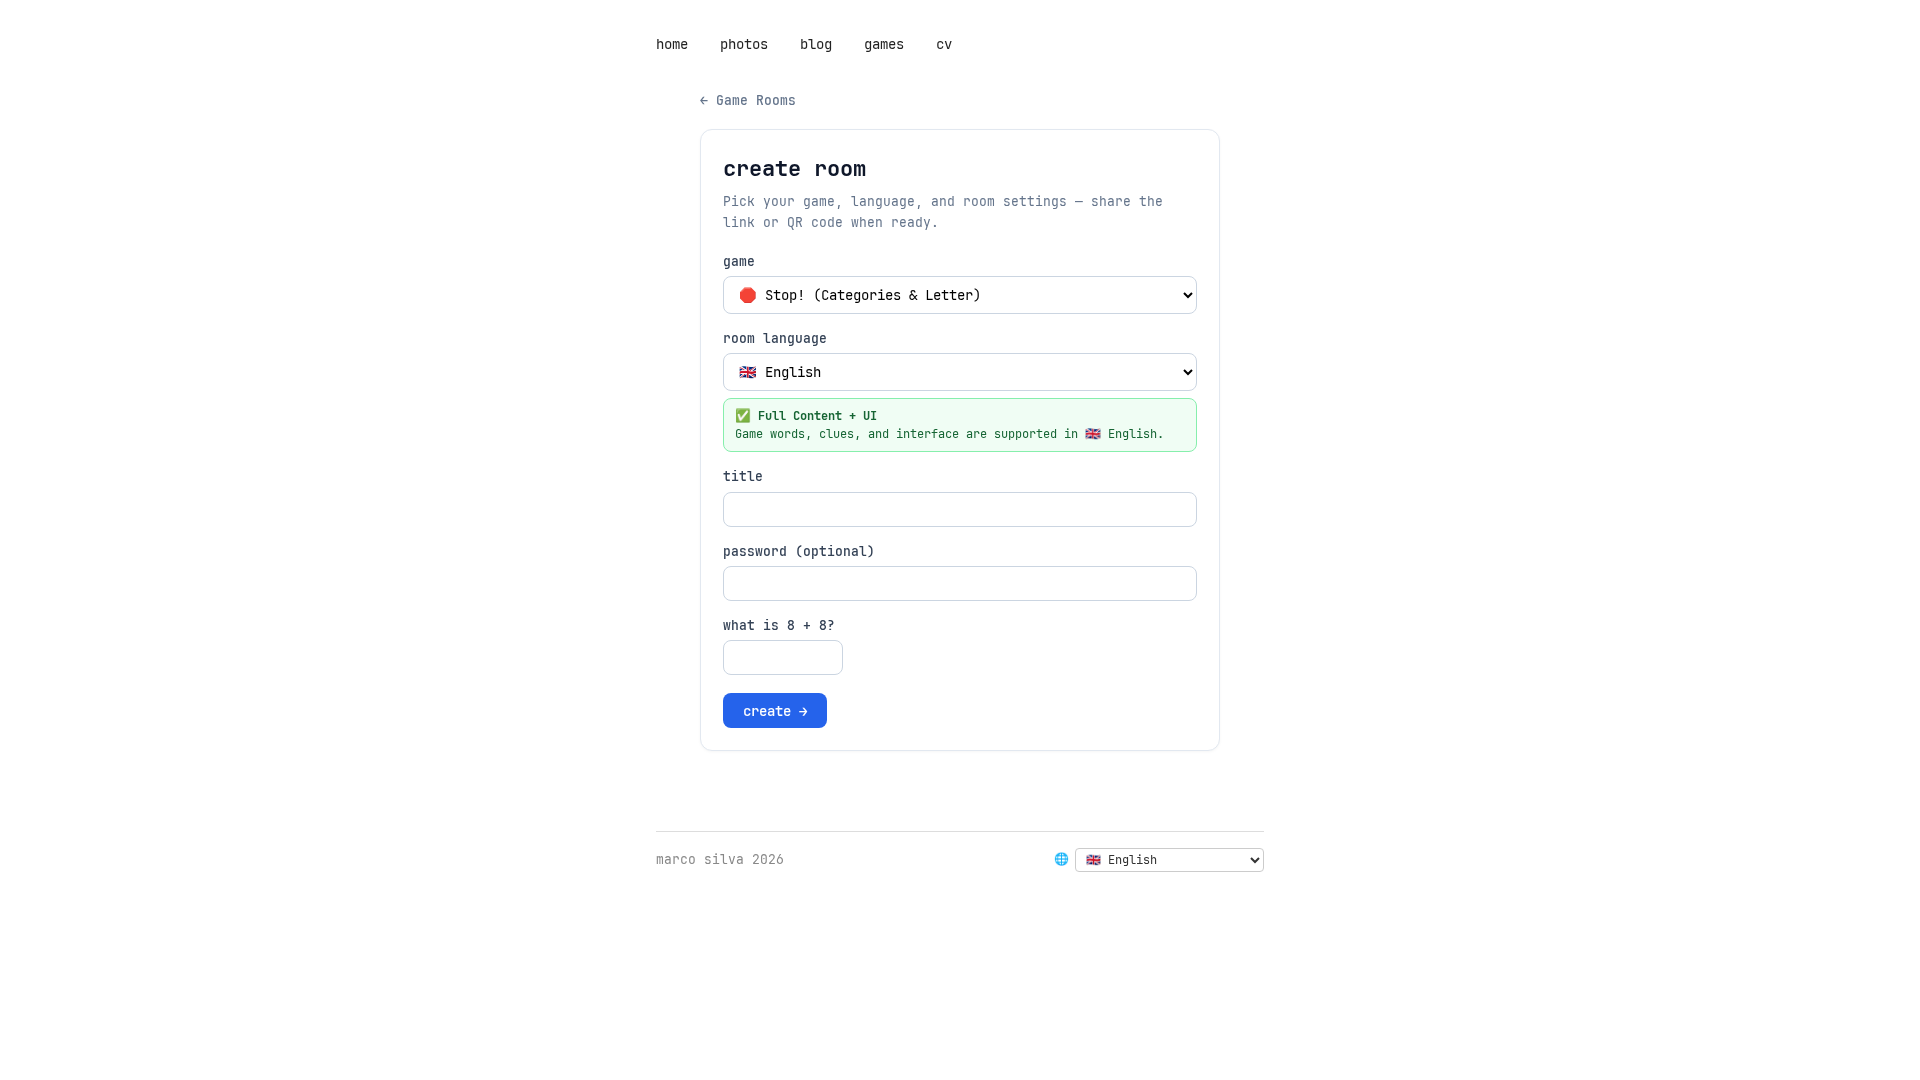 home photos blog games cv
← Game Rooms
create room
Pick your game, language, and room settings — share the
link or QR code when ready.
game
🛑 Stop! (Categories & Letter)
room language
🇬🇧 English
✅ Full Content + UI
Game words, clues, and interface are supported in 🇬🇧 English.
title
password (optional)
what is 8 + 8?
create →
marco silva 2026
🌐 🇬🇧 English